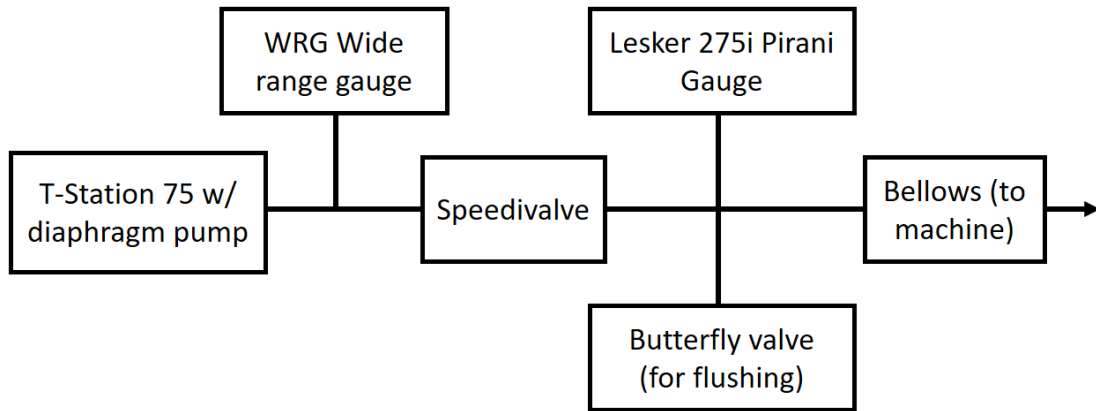 WRG Wide
range gauge
Lesker 275i Pirani
Gauge
T-Station 75 w/
diaphragm pump
Speedivalve
Bellows (to
machine)
Butterfly valve
(for flushing)